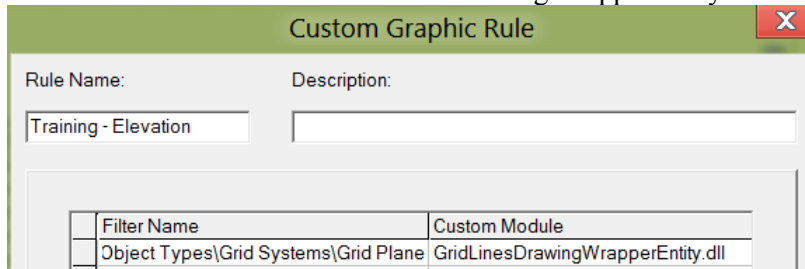 Custom Graphic Rule
X
Rule Name: Description:
Training - Elevation
Filter Name Custom Module
Object Types\Grid Systems\Grid Plane GridLinesDrawingWrapperEntity.dll